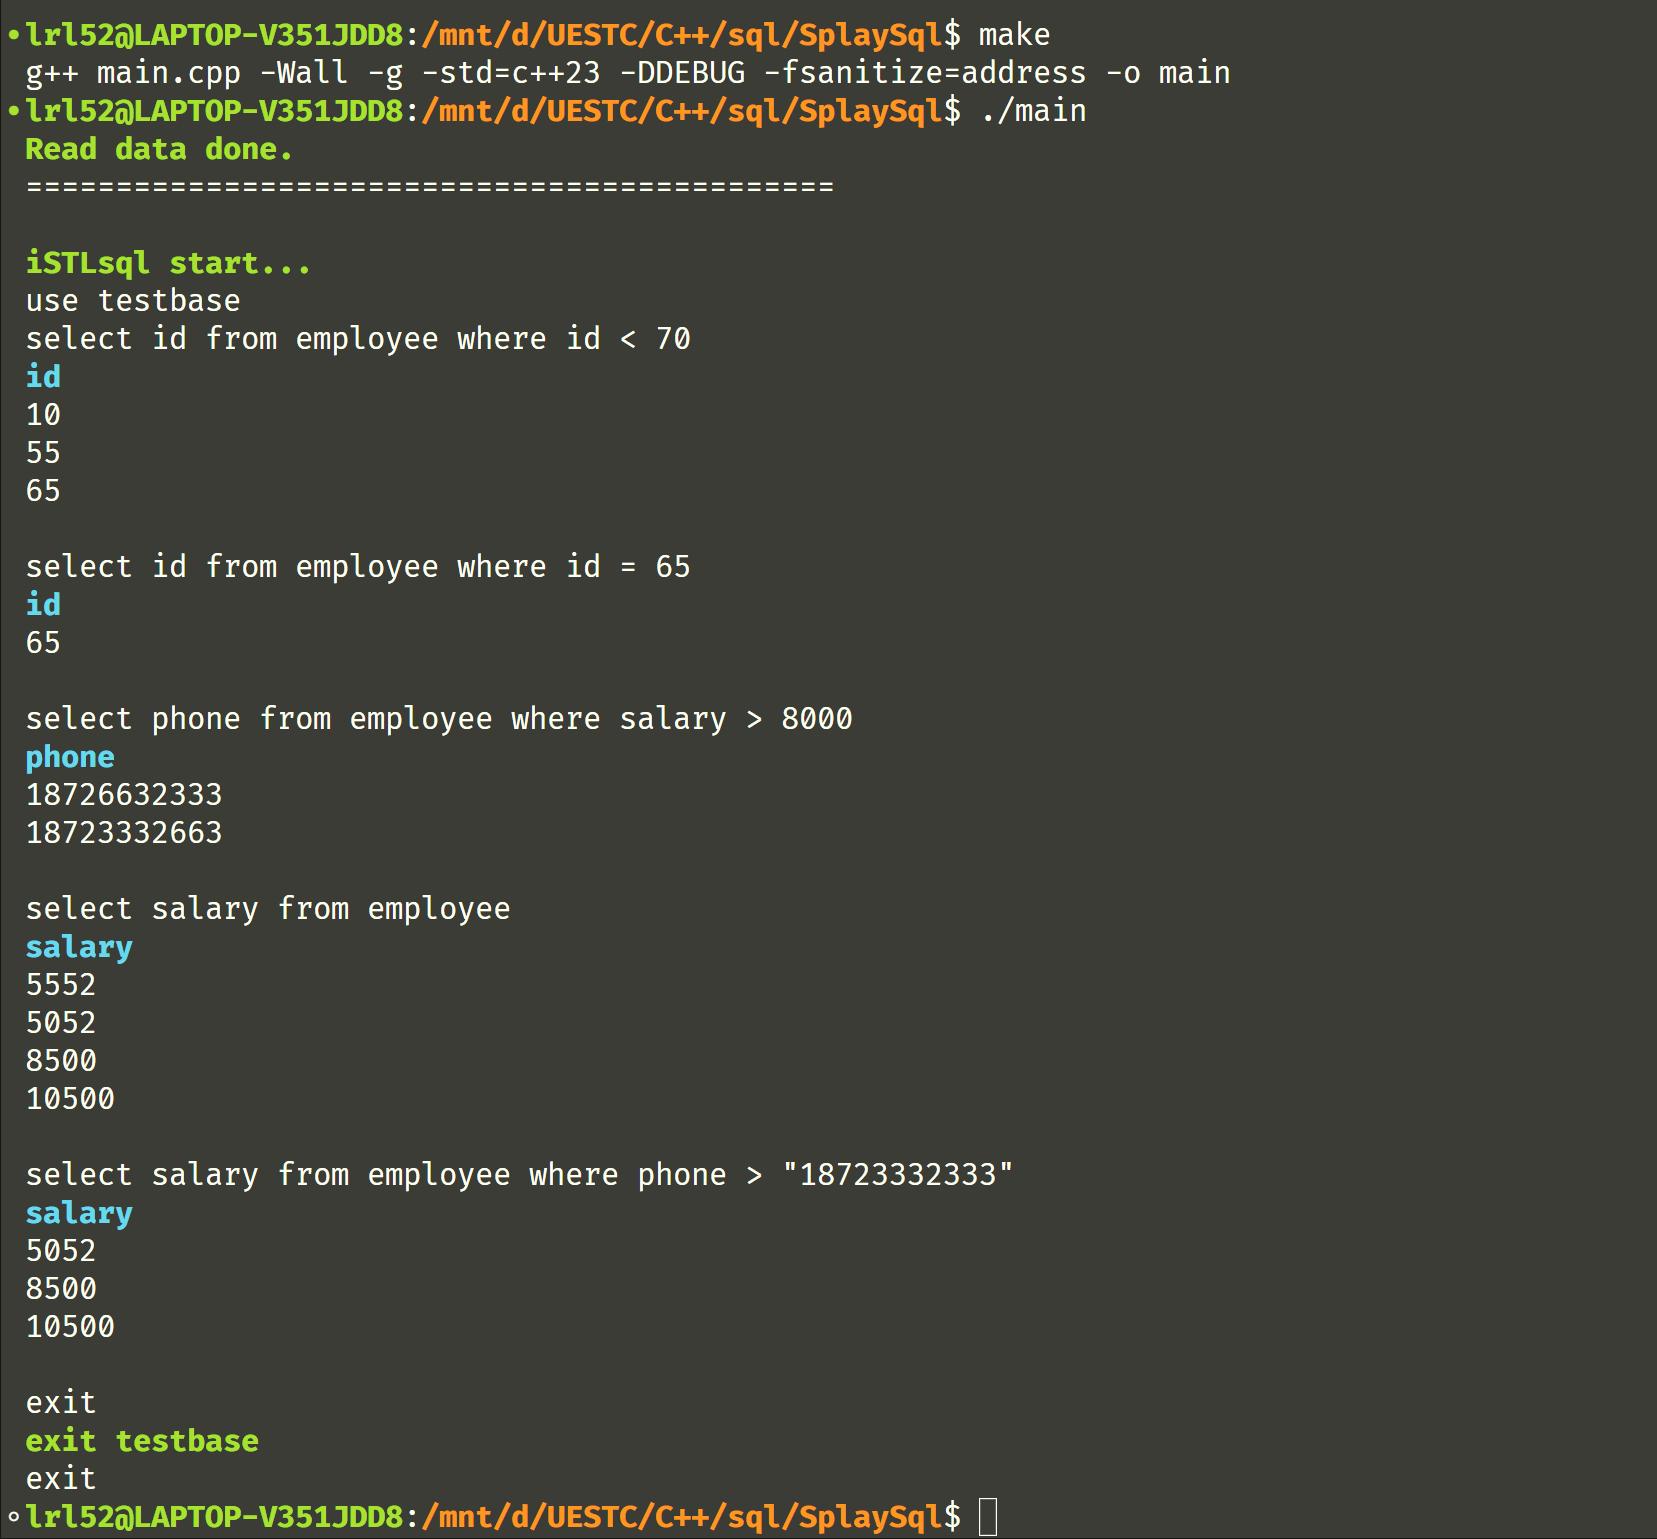 lrl52@LAPTOP-V351JDD8:/mnt/d/UESTC/C++/sql/SplaySql$ make
g++ main.cpp -Wall -g -std=c++23 -DDEBUG -fsanitize=address -o main
lrl52@LAPTOP-V351JDD8:/mnt/d/UESTC/C++/sql/SplaySql$ ./main
Read data done.
=============================================
iSTLsql start...
use testbase
select id from employee where id < 70
id
10
55
65
select id from employee where id = 65
id
65
select phone from employee where salary > 8000
phone
18726632333
18723332663
select salary from employee
salary
5552
5052
8500
10500
select salary from employee where phone > "18723332333"
salary
5052
8500
10500
exit
exit testbase
exit
lrl52@LAPTOP-V351JDD8:/mnt/d/UESTC/C++/sql/SplaySql$